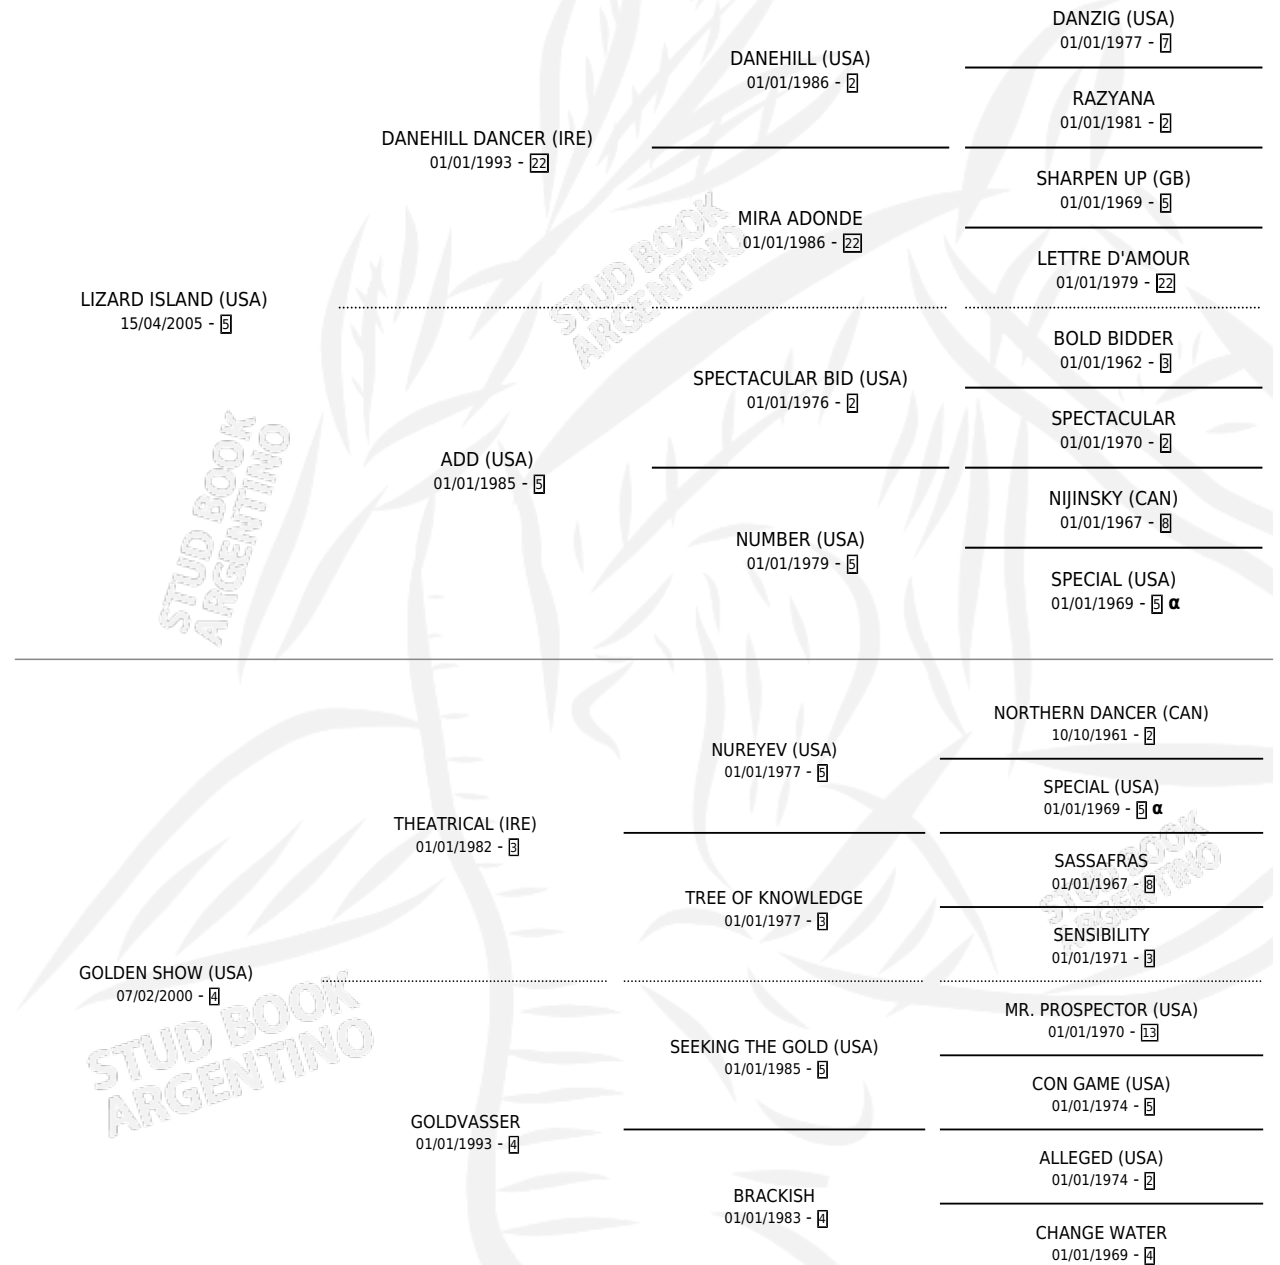 LIZARD ISLAND (USA)
15/04/2005 - 5
DANEHILL DANCER (IRE)
01/01/1993 - 22
DANEHILL (USA)
01/01/1986 - 2
DANZIG (USA)
01/01/1977 - 7
RAZYANA
01/01/1981 - 2
MIRA ADONDE
01/01/1986 - 22
SHARPEN UP (GB)
01/01/1969 - 5
LETTRE D'AMOUR
01/01/1979 - 22
ADD (USA)
01/01/1985 - 5
SPECTACULAR BID (USA)
01/01/1976 - 2
BOLD BIDDER
01/01/1962 - 3
SPECTACULAR
01/01/1970 - 2
NUMBER (USA)
01/01/1979 - 5
NIJINSKY (CAN)
01/01/1967 - 8
SPECIAL (USA)
01/01/1969 - 5 α
GOLDEN SHOW (USA)
07/02/2000 - 4
THEATRICAL (IRE)
01/01/1982 - 3
NUREYEV (USA)
01/01/1977 - 5
NORTHERN DANCER (CAN)
10/10/1961 - 2
SPECIAL (USA)
01/01/1969 - 5 α
TREE OF KNOWLEDGE
01/01/1977 - 3
SASSAFRAS
01/01/1967 - 8
SENSIBILITY
01/01/1971 - 3
GOLDVASSER
01/01/1993 - 4
SEEKING THE GOLD (USA)
01/01/1985 - 5
MR. PROSPECTOR (USA)
01/01/1970 - 13
CON GAME (USA)
01/01/1974 - 5
BRACKISH
01/01/1983 - 4
ALLEGED (USA)
01/01/1974 - 2
CHANGE WATER
01/01/1969 - 4
STUD BOOK
ARGENTINO
STUD BOOK
ARGENTINO
STUD BOOK
ARGENTINO
STUD BOOK
ARGENTINO